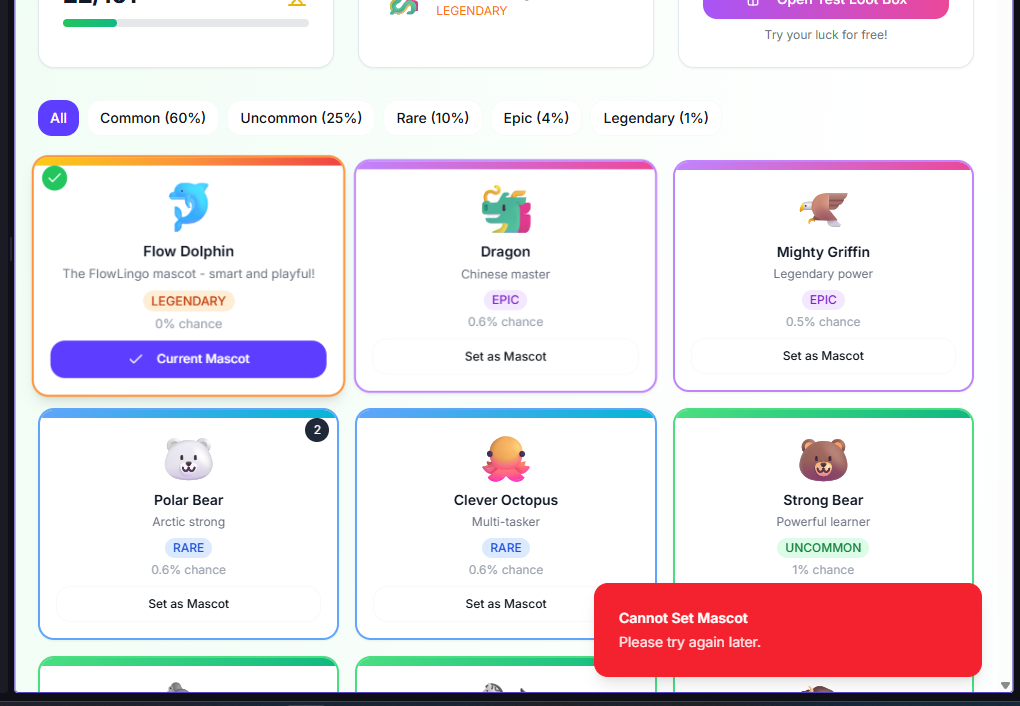 LEGENDARY
Open Test Loot Box
Try your luck for free!
All
Common (60%)
Uncommon (25%)
Rare (10%)
Epic (4%)
Legendary (1%)
Flow Dolphin
The FlowLingo mascot - smart and playful!
LEGENDARY
0% chance
Current Mascot
Dragon
Chinese master
EPIC
0.6% chance
Set as Mascot
Mighty Griffin
Legendary power
EPIC
0.5% chance
Set as Mascot
2
Polar Bear
Arctic strong
RARE
0.6% chance
Set as Mascot
Clever Octopus
Multi-tasker
RARE
0.6% chance
Set as Mascot
Strong Bear
Powerful learner
UNCOMMON
1% chance
Cannot Set Mascot
Please try again later.